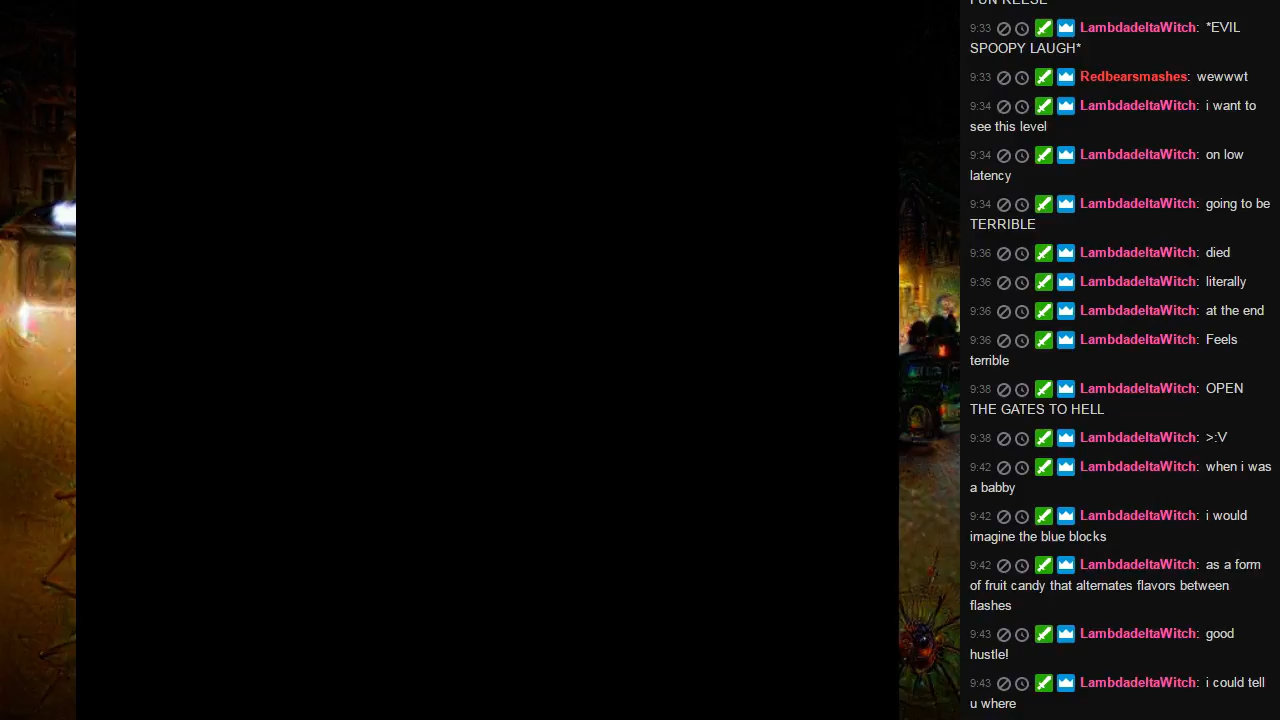 FUN REESE
9:33 LambdadeltaWitch: *EVIL
SPOOPY LAUGH*
9:33 Redbearsmashes: wewwwt
9:34 LambdadeltaWitch: i want to
see this level
9:34 LambdadeltaWitch: on low
latency
9:34 LambdadeltaWitch: going to be
TERRIBLE
9:36 LambdadeltaWitch: died
9:36 LambdadeltaWitch: literally
9:36 LambdadeltaWitch: at the end
9:36 LambdadeltaWitch: Feels
terrible
9:38 LambdadeltaWitch: OPEN
THE GATES TO HELL
9:38 LambdadeltaWitch: >:V
9:42 LambdadeltaWitch: when i was
a babby
9:42 LambdadeltaWitch: i would
imagine the blue blocks
9:42 LambdadeltaWitch: as a form
of fruit candy that alternates flavors between
flashes
9:43 LambdadeltaWitch: good
hustle!
9:43 LambdadeltaWitch: i could tell
u where